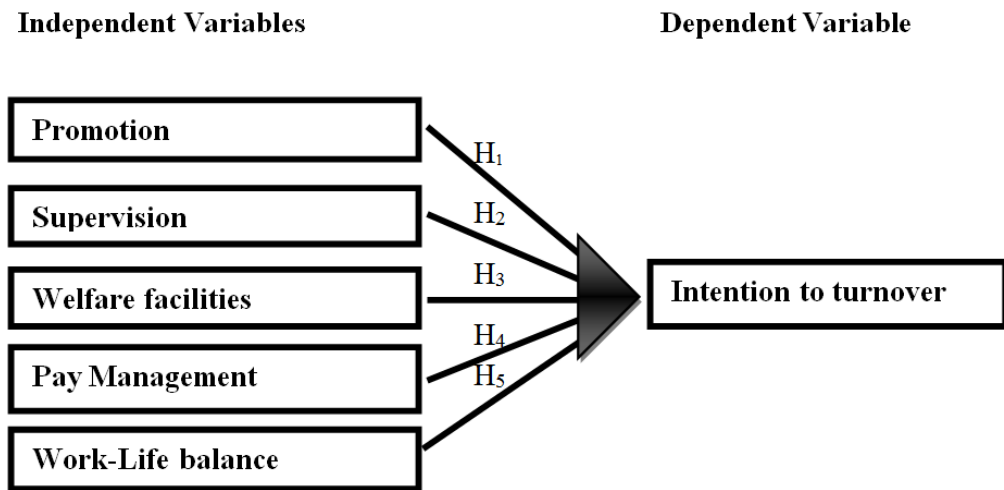 Independent Variables
Dependent Variable
Promotion
H₁
Supervision
H₂
Welfare facilities
H₃
Intention to turnover
Pay Management
H₄
H₅
Work-Life balance